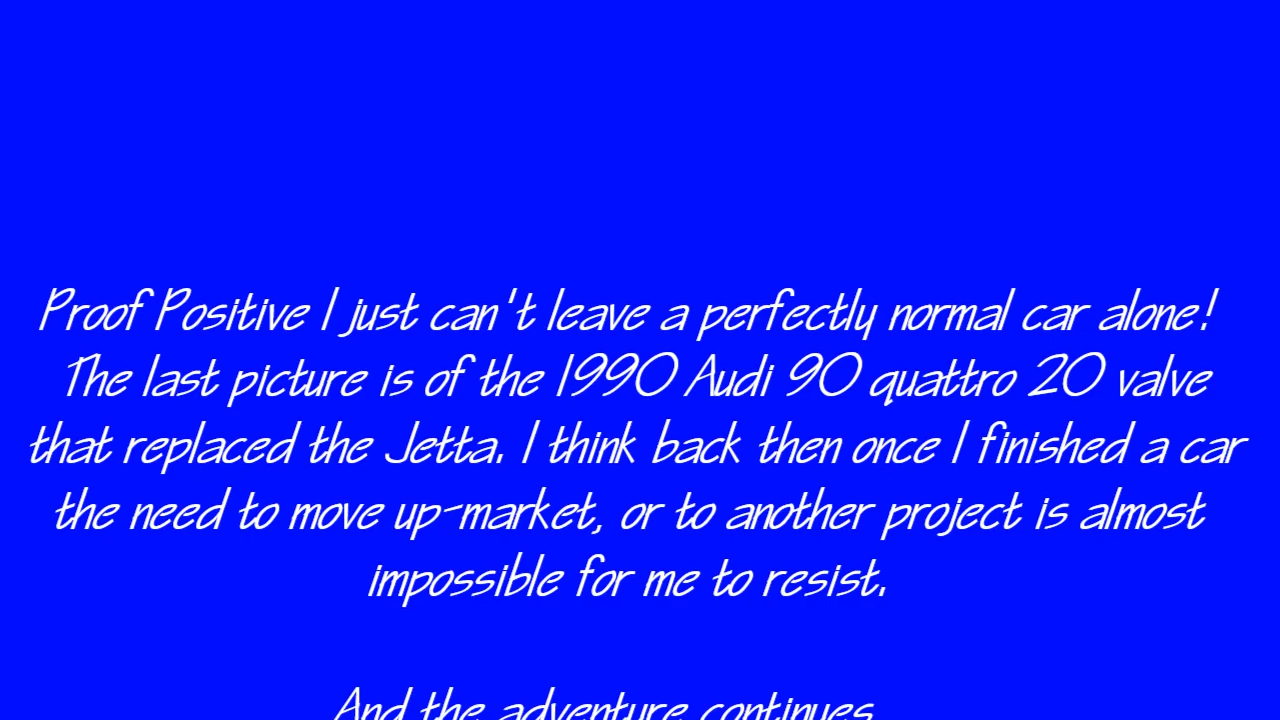 Proof Positive I just can't leave a perfectly normal car alone!
The last picture is of the 1990 Audi 90 quattro 20 valve
that replaced the Jetta. I think back then once I finished a car
the need to move up-market, or to another project is almost
impossible for me to resist.
And the adventure continues